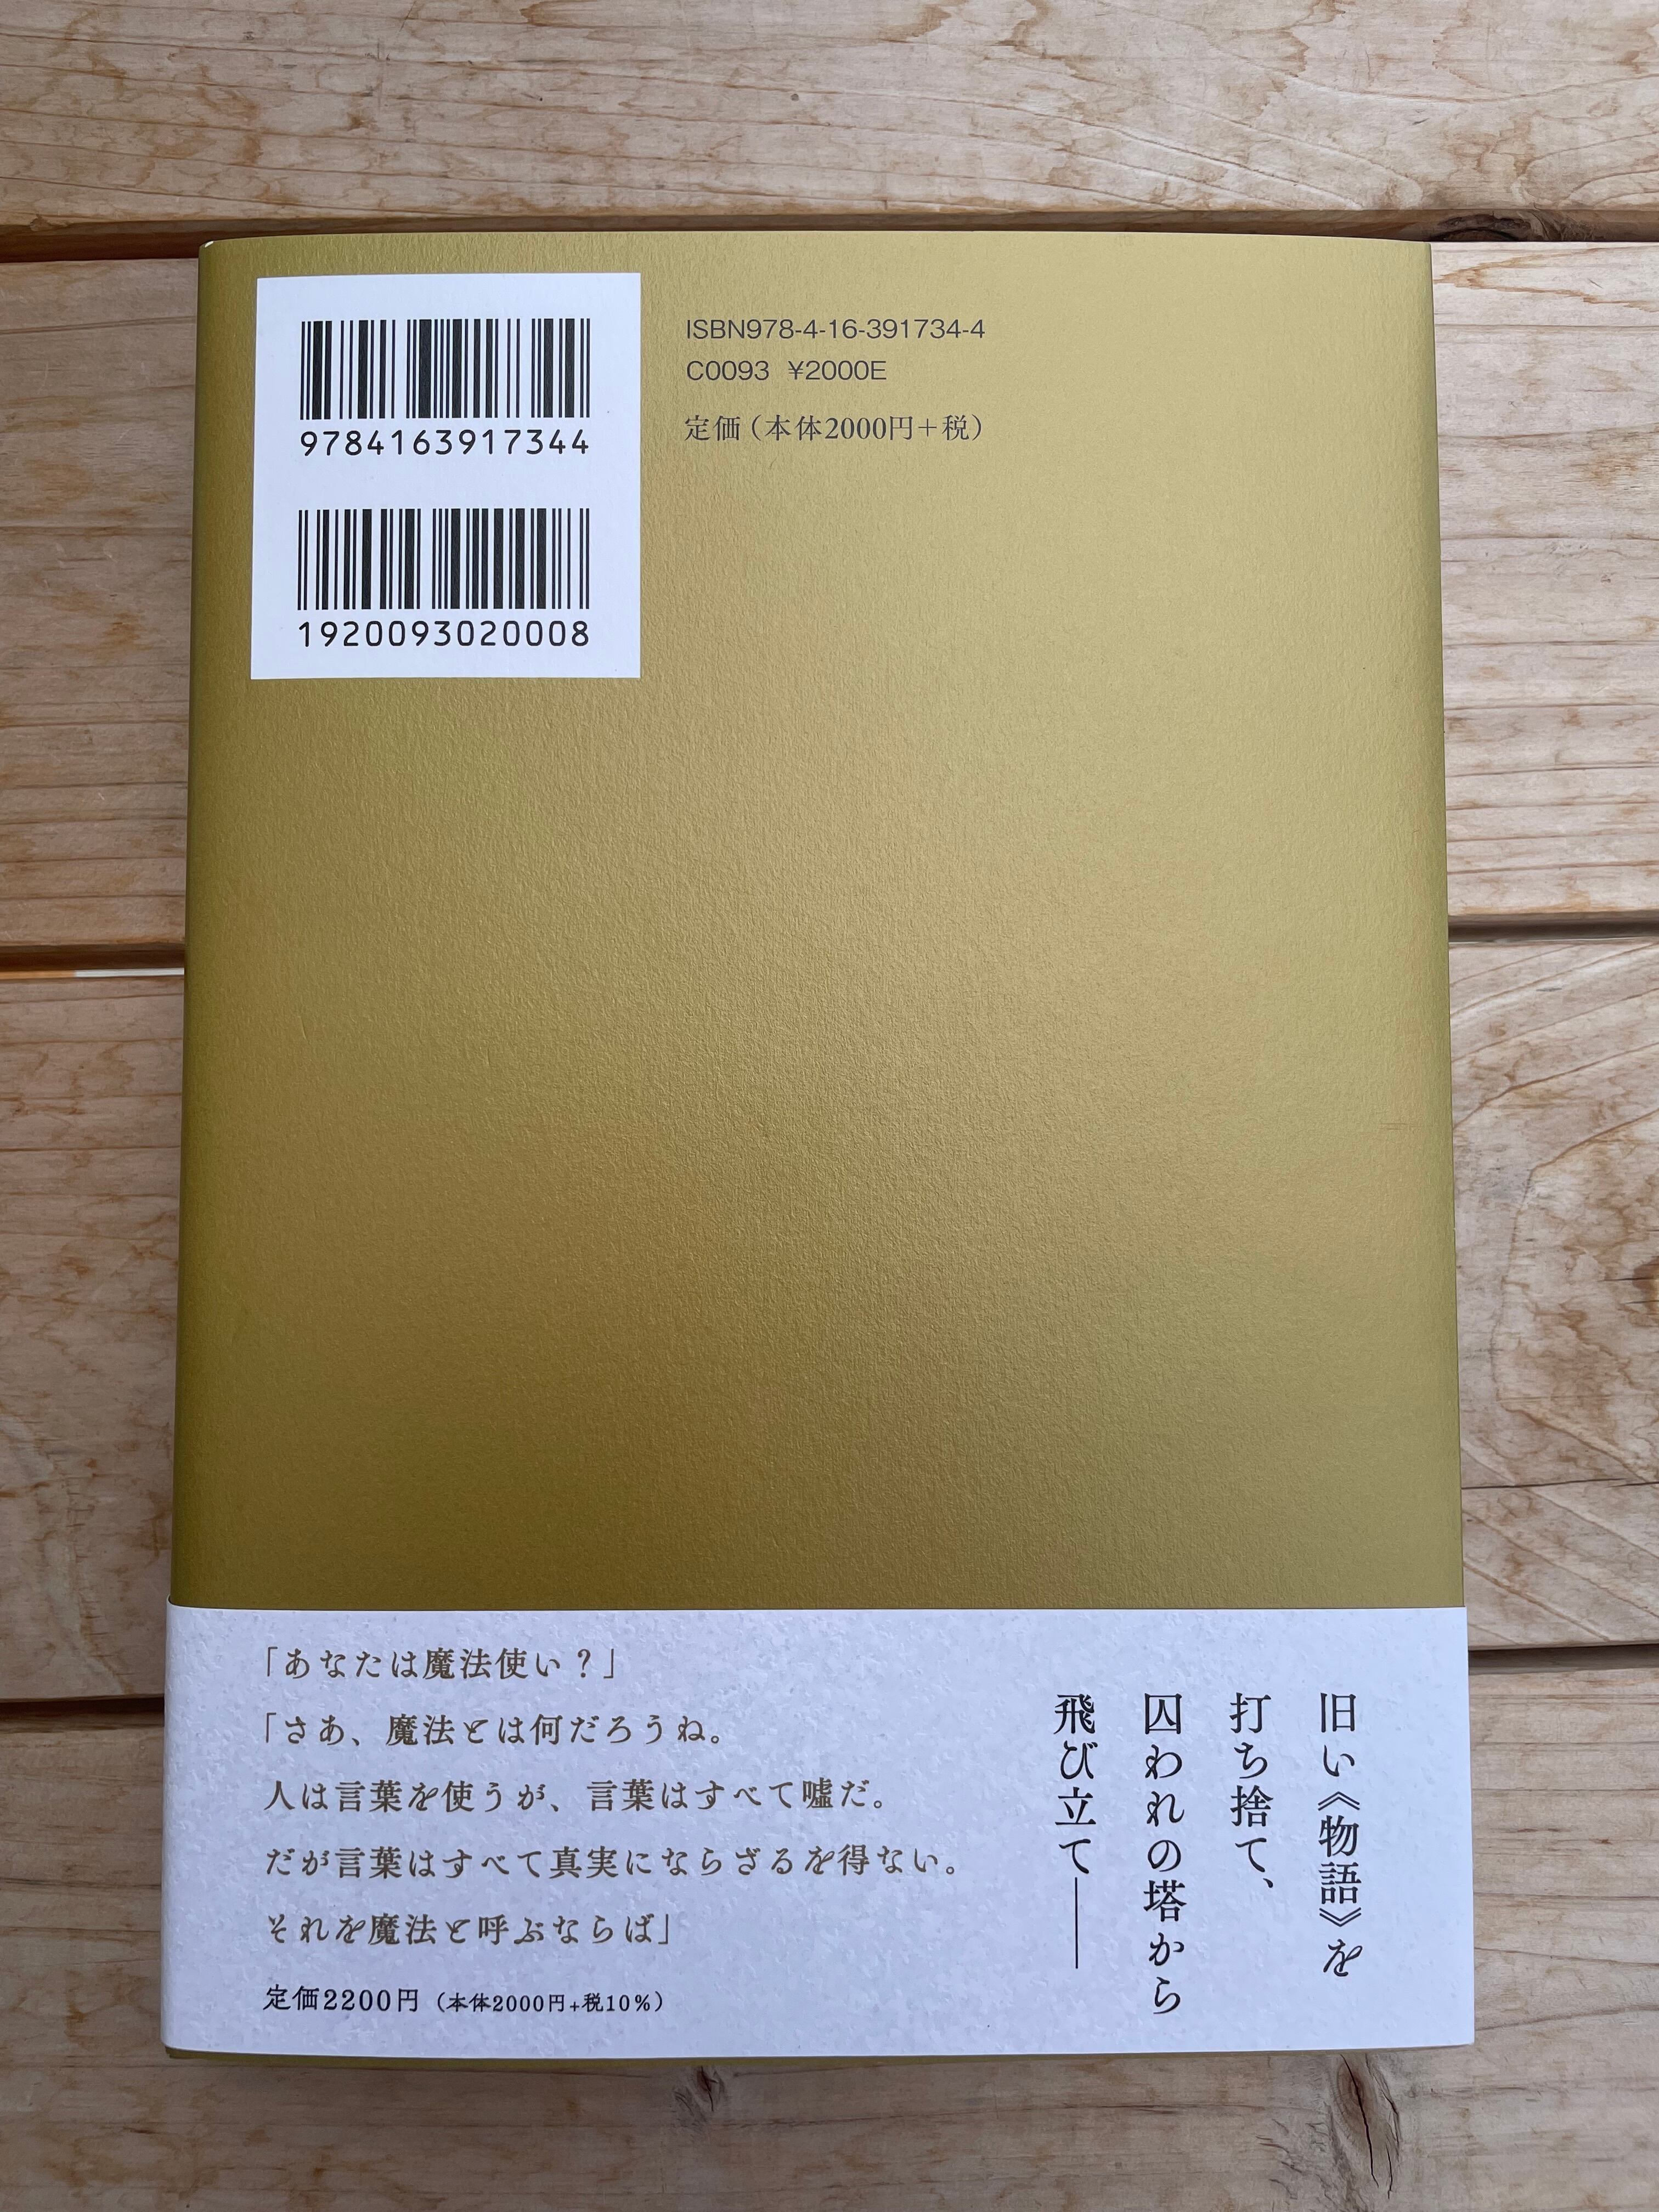 9784163917344
1920093020008
ISBN978-4-16-391734-4
C0093 ¥2000E
定価（本体2000円＋税）
旧い《物語》を
打ち捨て、
囚われの塔から
飛び立て――
「あなたは魔法使い？」
「さあ、魔法とは何だろうね。
人は言葉を使うが、言葉はすべて嘘だ。
だが言葉はすべて真実にならざるを得ない。
それを魔法と呼ぶならば」
定価2200円（本体2000円+税10%）